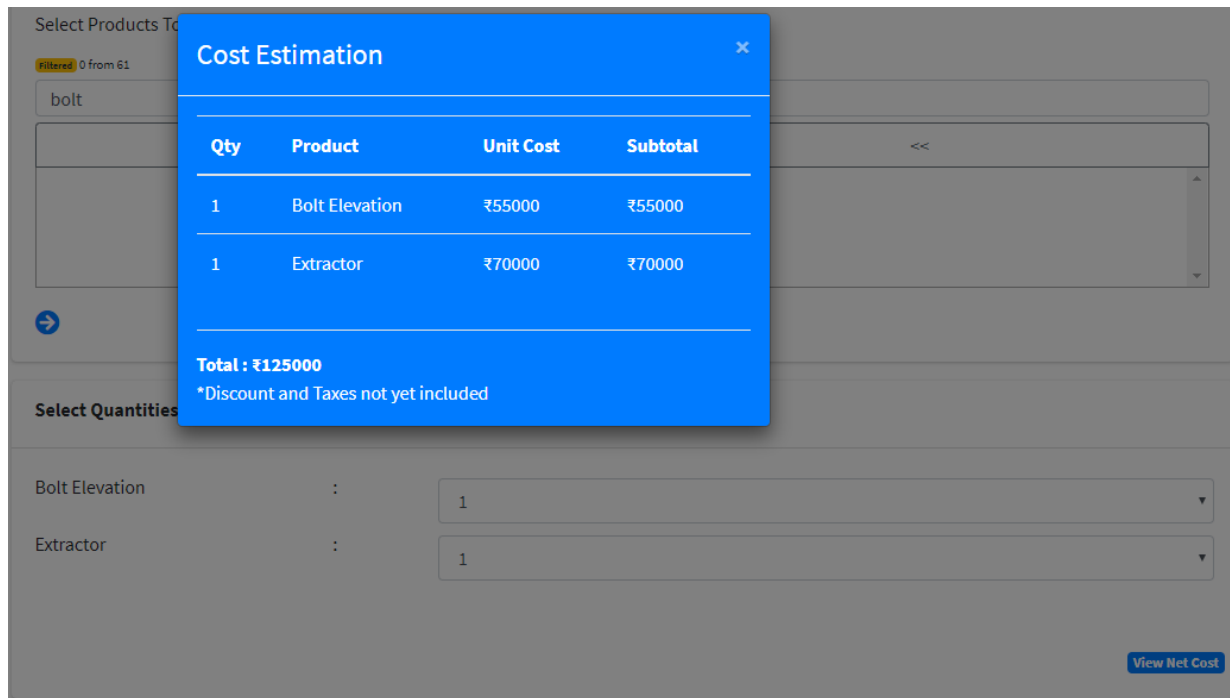 Select Products To
Cost Estimation ×
Filtered 0 from 61
bolt
Qty Product Unit Cost Subtotal
<<
1 Bolt Elevation ₹55000 ₹55000
1 Extractor ₹70000 ₹70000
Total : ₹125000
*Discount and Taxes not yet included
Select Quantities
Bolt Elevation : 1
Extractor : 1
View Net Cost